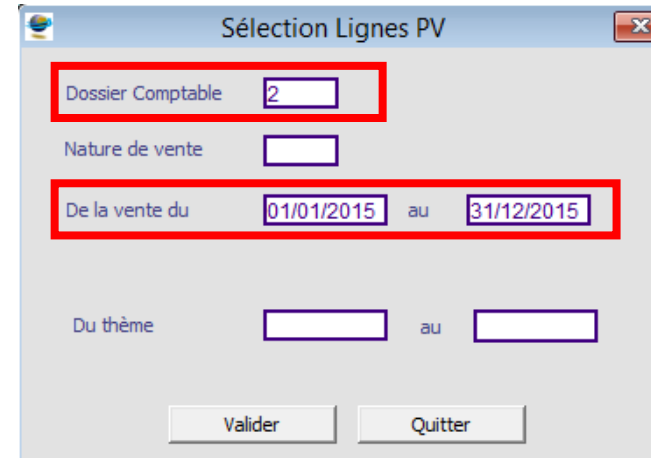 Sélection Lignes PV
Dossier Comptable 2
Nature de vente
De la vente du 01/01/2015 au 31/12/2015
Du thème au
Valider Quitter